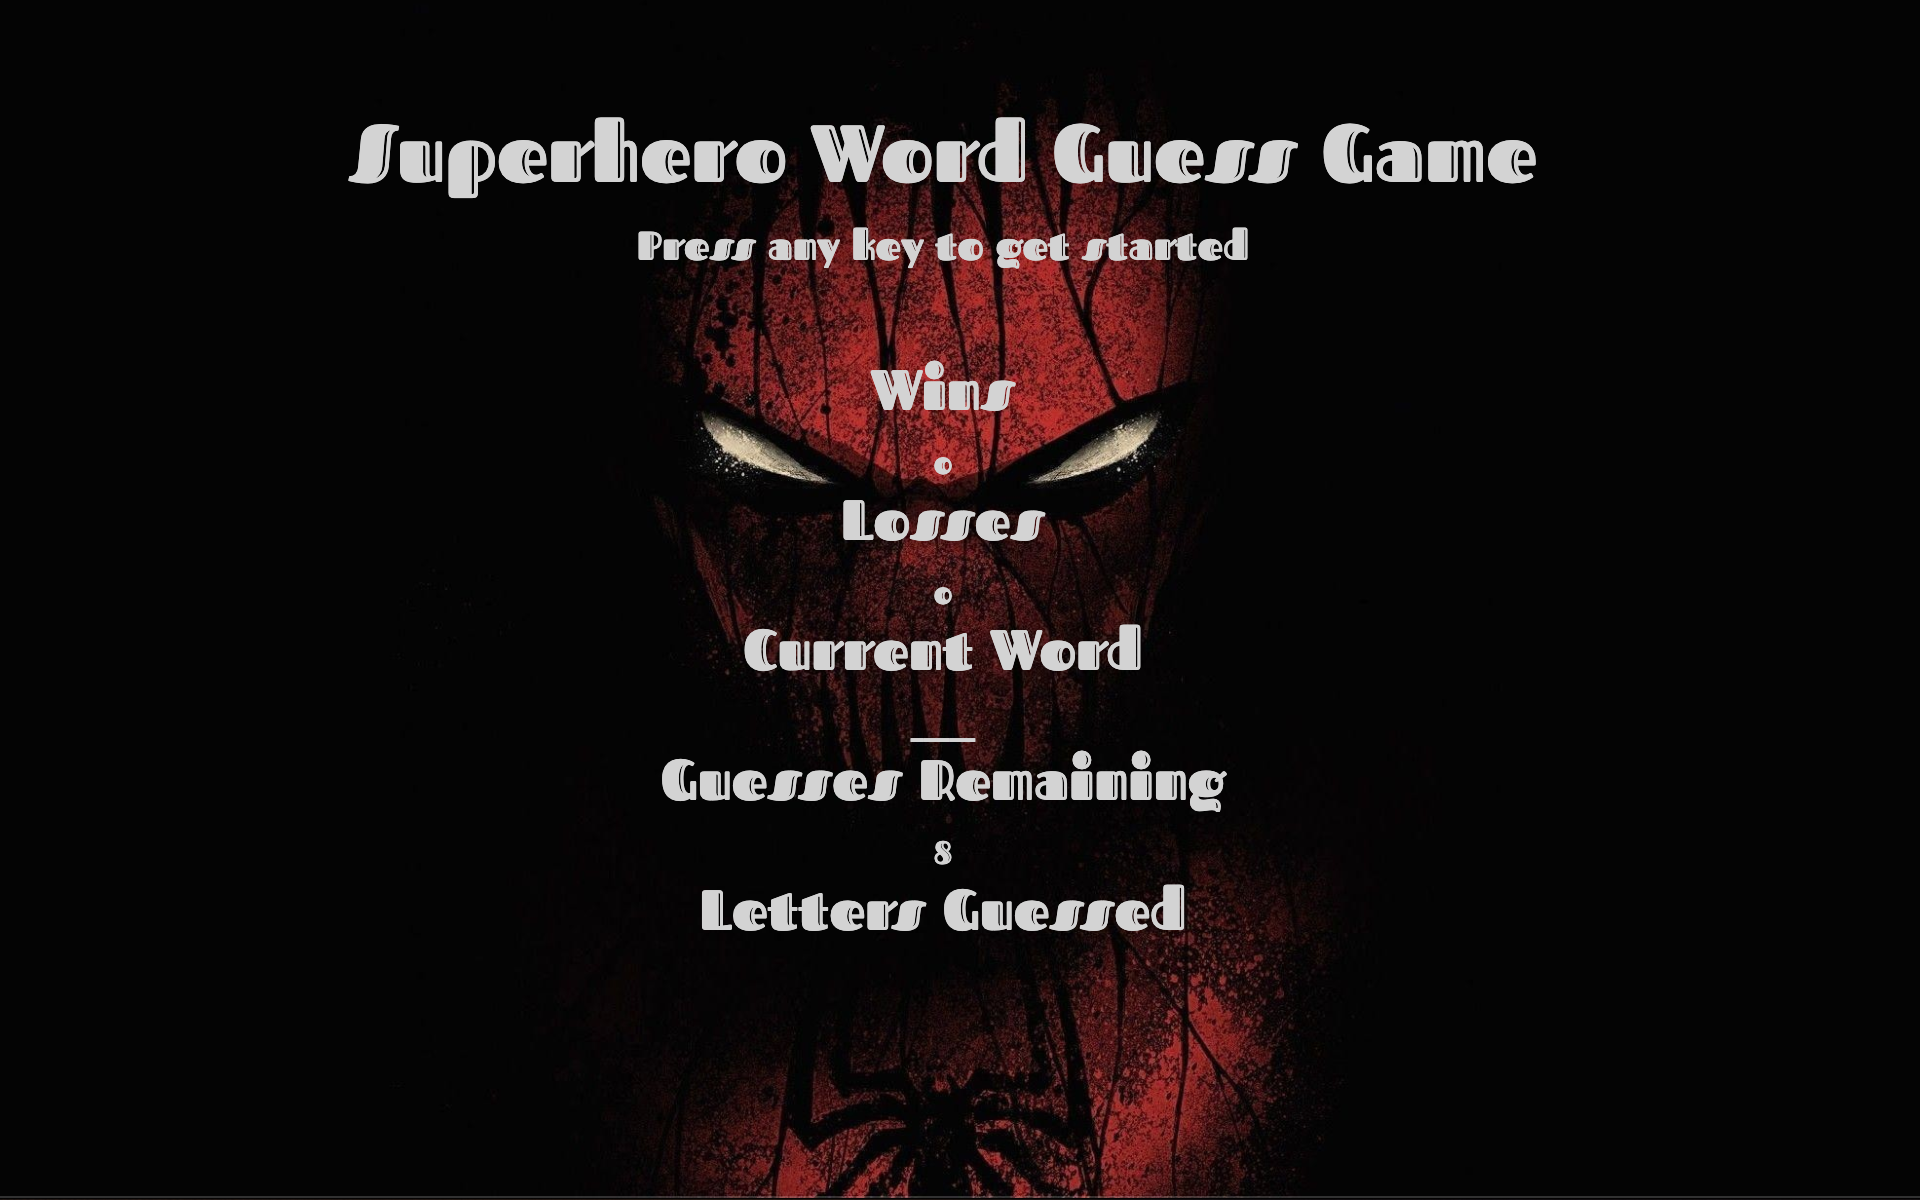 Superhero Word Guess Game
Press any key to get started
Wins
0
Losses
0
Current Word
___
Guesses Remaining
8
Letters Guessed